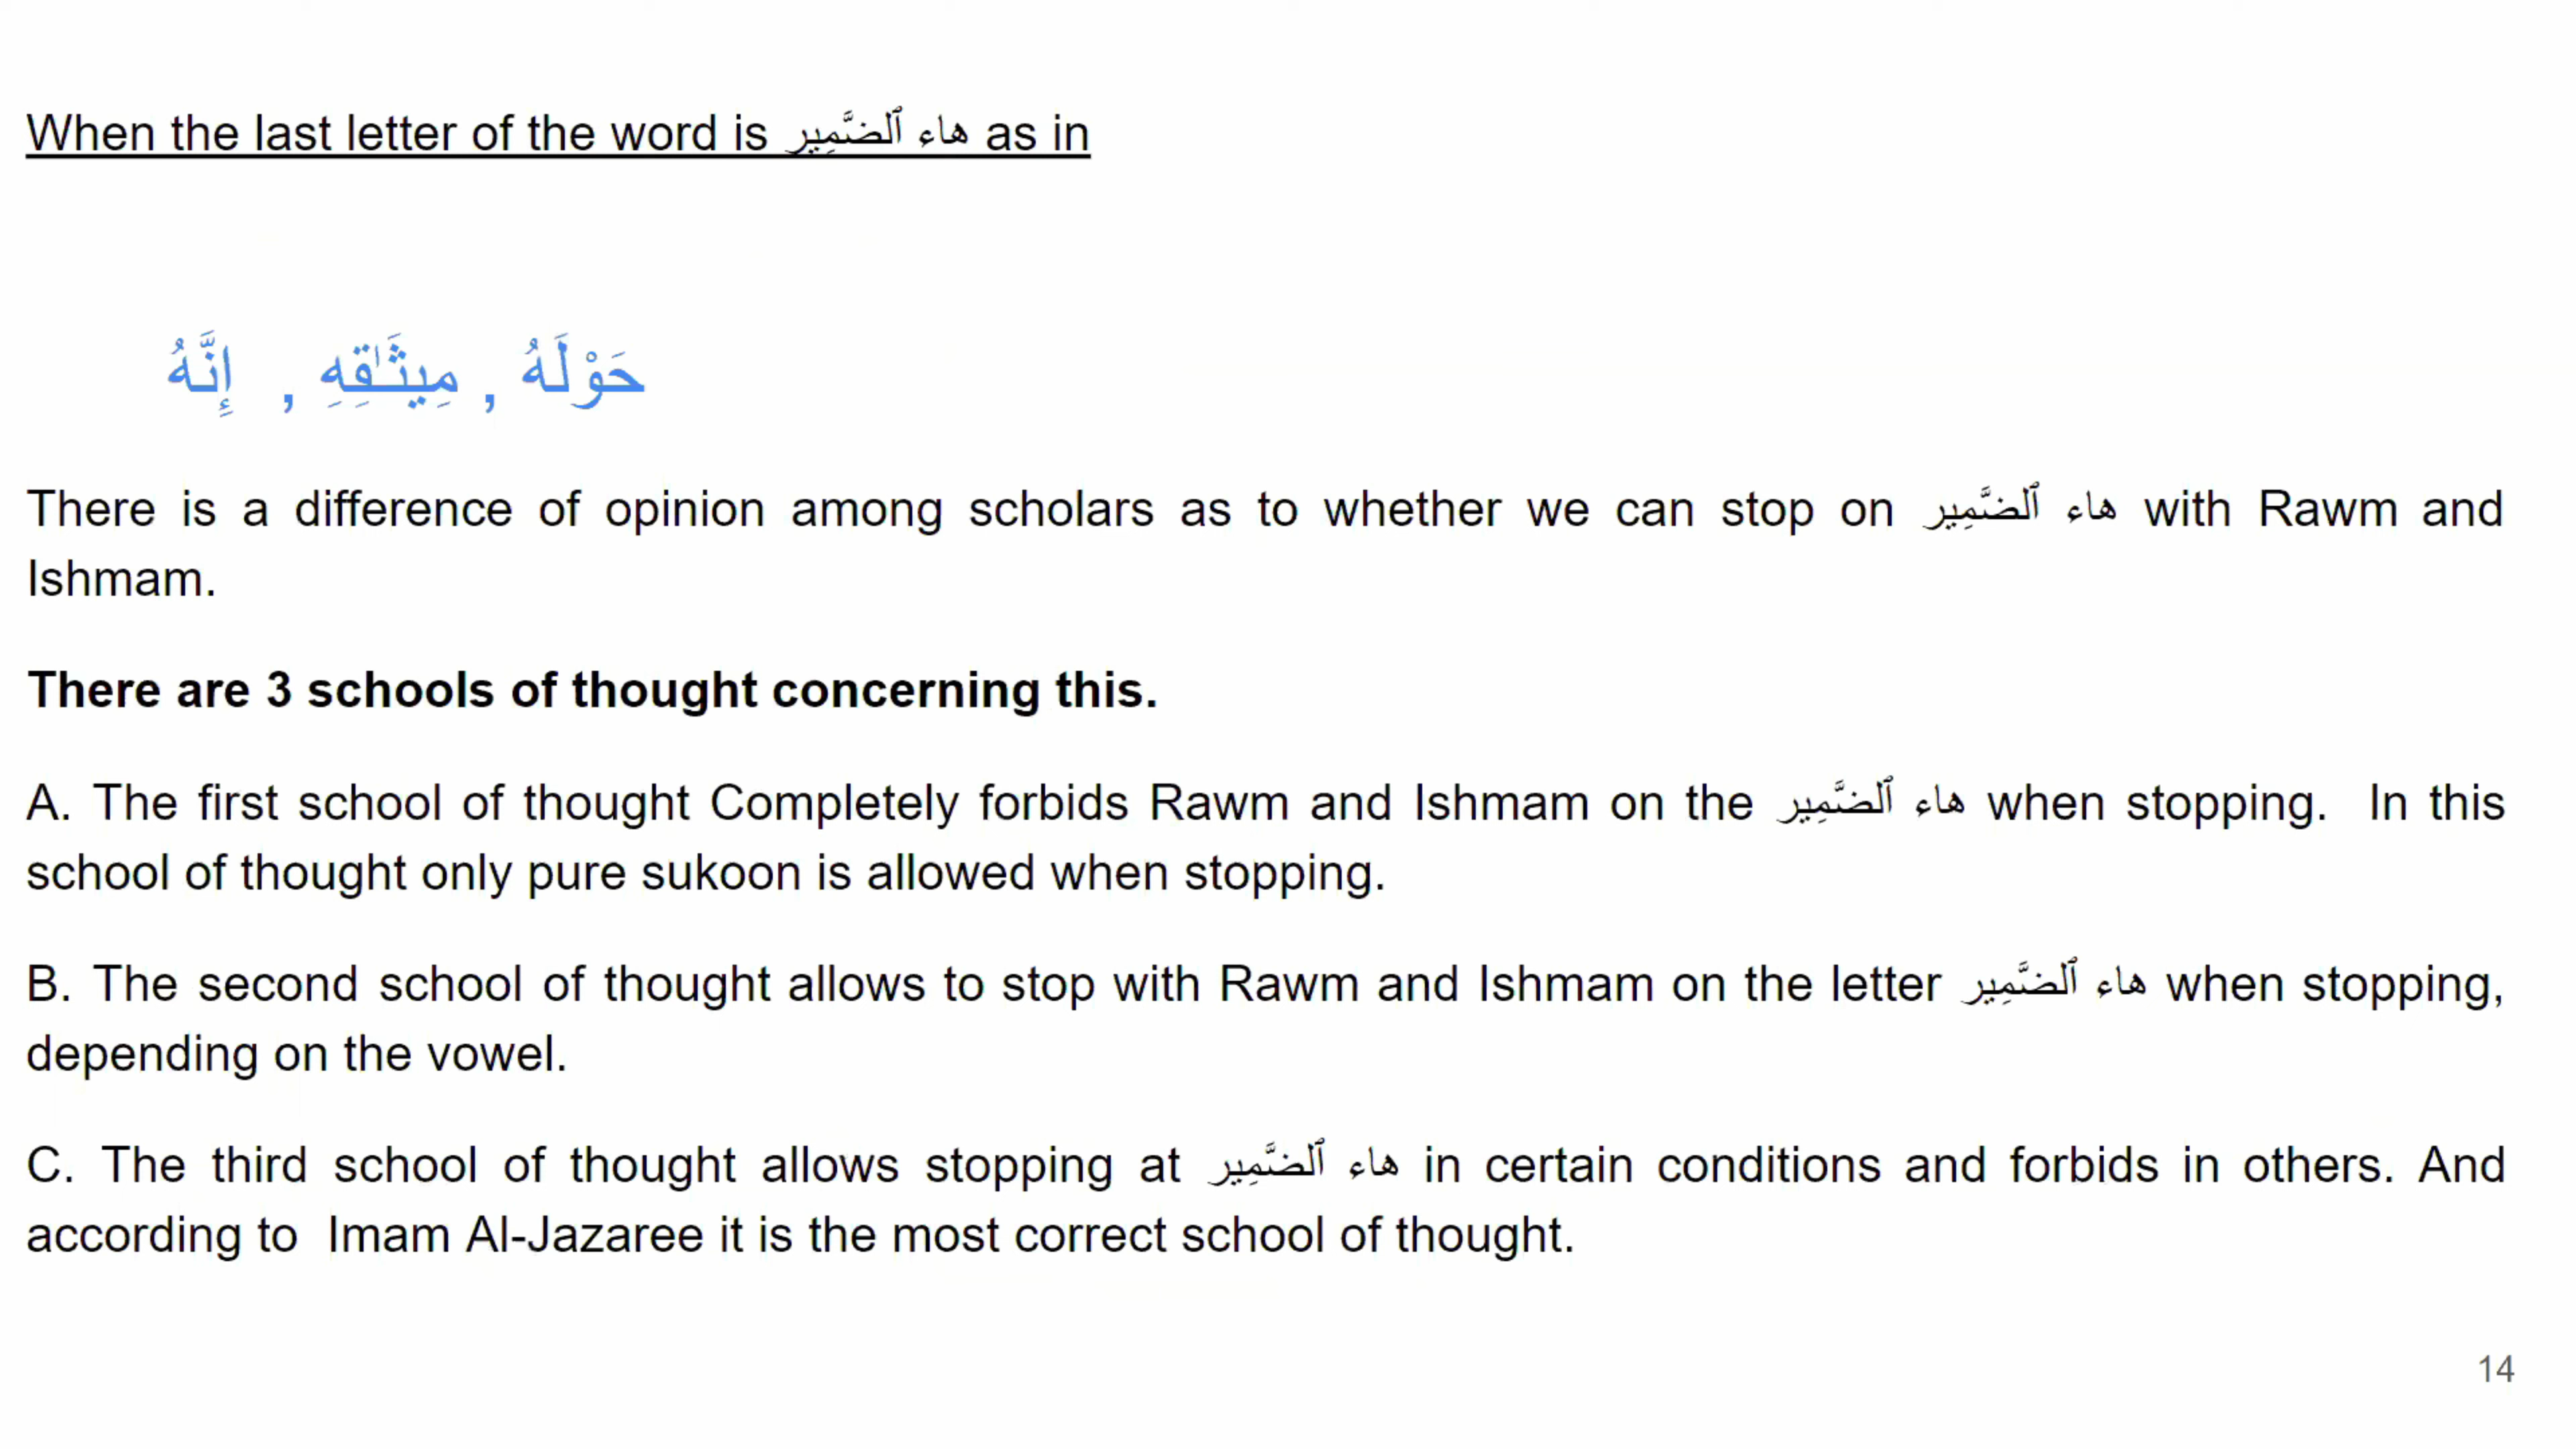 When the last letter of the word is هاء ٱلضَّمِير as in
حَوْلَهُ , مِيثَـٰقِهِ , إِنَّهُ
There is a difference of opinion among scholars as to whether we can stop on هاء ٱلضَّمِير with Rawm and
Ishmam.
There are 3 schools of thought concerning this.
A. The first school of thought Completely forbids Rawm and Ishmam on the هاء ٱلضَّمِير when stopping. In this
school of thought only pure sukoon is allowed when stopping.
B. The second school of thought allows to stop with Rawm and Ishmam on the letter هاء ٱلضَّمِير when stopping,
depending on the vowel.
C. The third school of thought allows stopping at هاء ٱلضَّمِير in certain conditions and forbids in others. And
according to Imam Al-Jazaree it is the most correct school of thought.
14